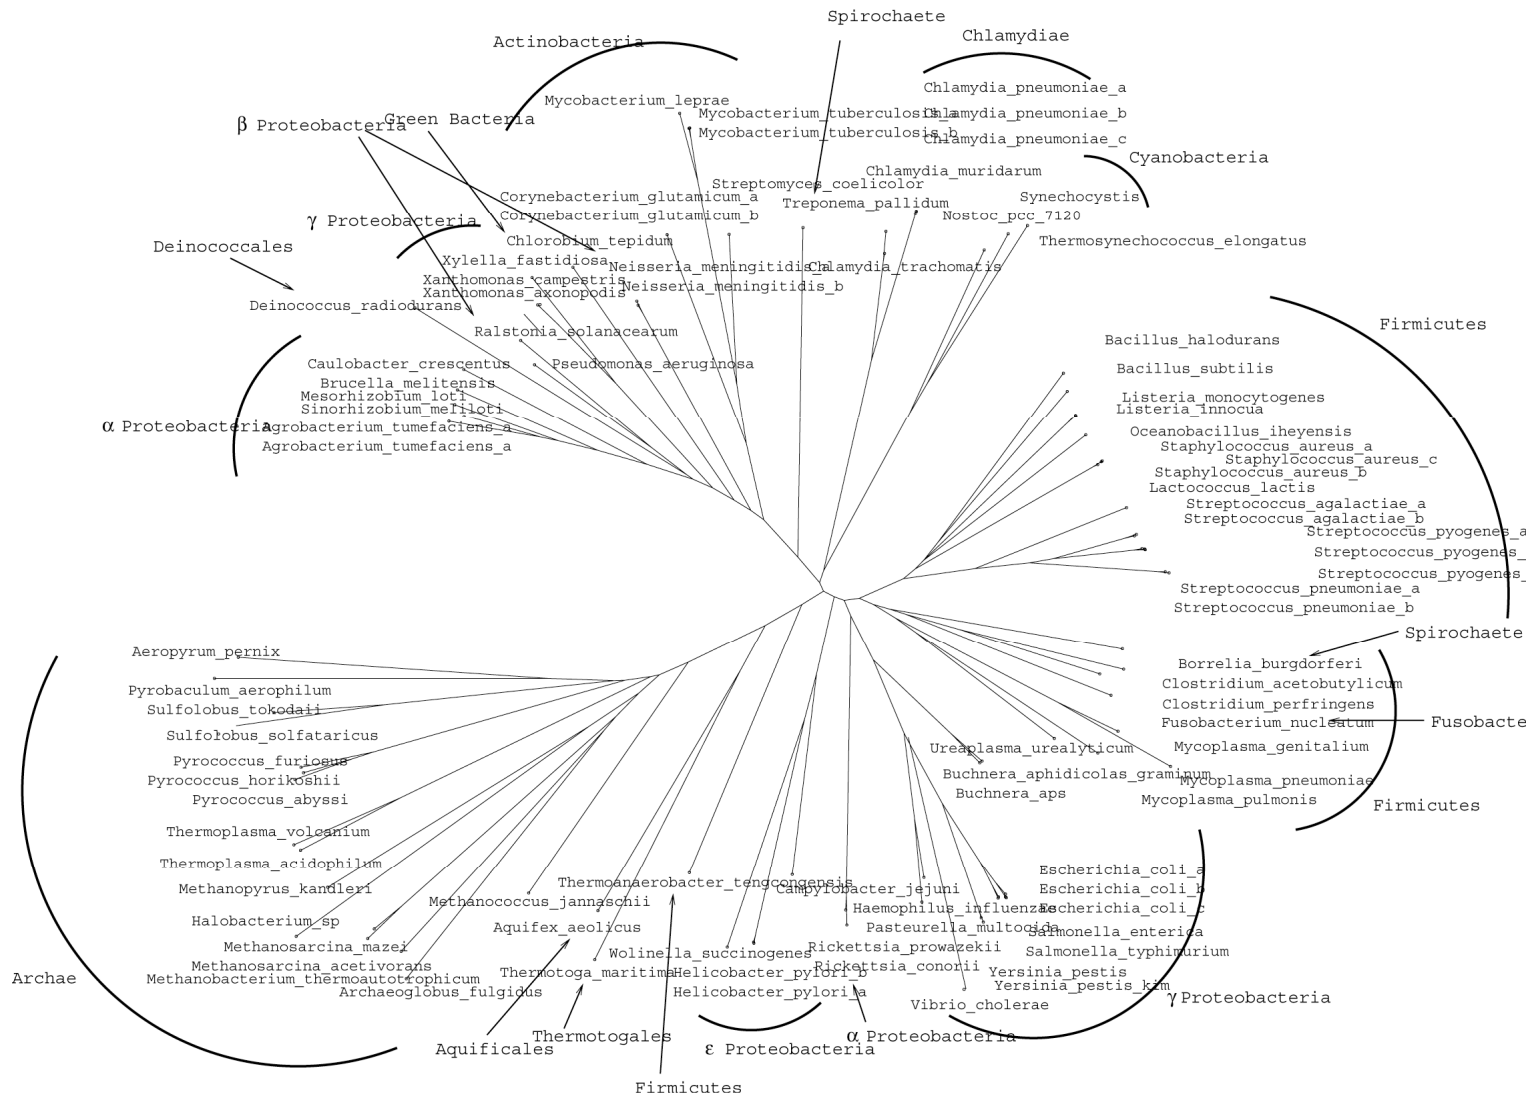 Spirochaete
Actinobacteria
Chlamydiae
Chlamydia_pneumoniae_a
Mycobacterium_leprae
Mycobacterium_tuberculosis_a
Chlamydia_pneumoniae_b
Green Bacteria
β Proteobacteria
Mycobacterium_tuberculosis_b
Chlamydia_pneumoniae_c
Cyanobacteria
Chlamydia_muridarum
Streptomyces_coelicolor
Corynebacterium_glutamicum_a
Synechocystis
Treponema_pallidum
Corynebacterium_glutamicum_b
Nostoc_pcc_7120
γ Proteobacteria
Chlorobium_tepidum
Thermosynechococcus_elongatus
Deinococcales
Xylella_fastidiosa
Neisseria_meningitidis_a
Chlamydia_trachomatis
Xanthomonas_campestris
Neisseria_meningitidis_b
Xanthomonas_axonopodis
Deinococcus_radiodurans
Firmicutes
Ralstonia_solanacearum
Bacillus_halodurans
Caulobacter_crescentus
Pseudomonas_aeruginosa
Bacillus_subtilis
Brucella_melitensis
Mesorhizobium_loti
Listeria_monocytogenes
Sinorhizobium_meliloti
Listeria_innocua
α Proteobacteria
Agrobacterium_tumefaciens_a
Oceanobacillus_iheyensis
Agrobacterium_tumefaciens_a
Staphylococcus_aureus_a
Staphylococcus_aureus_c
Staphylococcus_aureus_b
Lactococcus_lactis
Streptococcus_agalactiae_a
Streptococcus_agalactiae_b
Streptococcus_pyogenes_a
Streptococcus_pyogenes_
Streptococcus_pyogenes_
Streptococcus_pneumoniae_a
Streptococcus_pneumoniae_b
Spirochaete
Aeropyrum_pernix
Borrelia_burgdorferi
Clostridium_acetobutylicum
Pyrobaculum_aerophilum
Clostridium_perfringens
Sulfolobus_tokodaii
Fusobacterium_nucleatum
Fusobacte
Sulfolobus_solfataricus
Ureaplasma_urealyticum
Mycoplasma_genitalium
Pyrococcus_furiosus
Buchnera_aphidicolas_graminum
Pyrococcus_horikoshii
Mycoplasma_pneumoniae
Buchnera_aps
Pyrococcus_abyssi
Mycoplasma_pulmonis
Firmicutes
Thermoplasma_volcanium
Thermoplasma_acidophilum
Escherichia_coli_a
Thermoanaerobacter_tengcongensis
Campylobacter_jejuni
Methanopyrus_kandleri
Escherichia_coli_b
Methanococcus_jannaschii
Haemophilus_influenzae
Escherichia_coli_c
Halobacterium_sp
Aquifex_aeolicus
Pasteurella_multocida
Salmonella_enterica
Methanosarcina_mazei
Rickettsia_prowazekii
Wolinella_succinogenes
Salmonella_typhimurium
Methanosarcina_acetivorans
Rickettsia_conorii
Thermotoga_maritima
Helicobacter_pylori_b
Yersinia_pestis
Archae
Methanobacterium_thermoautotrophicum
Yersinia_pestis_kim
Archaeoglobus_fulgidus
Helicobacter_pylori_a
γ Proteobacteria
Vibrio_cholerae
Thermotogales
α Proteobacteria
Aquificales
ε Proteobacteria
Firmicutes